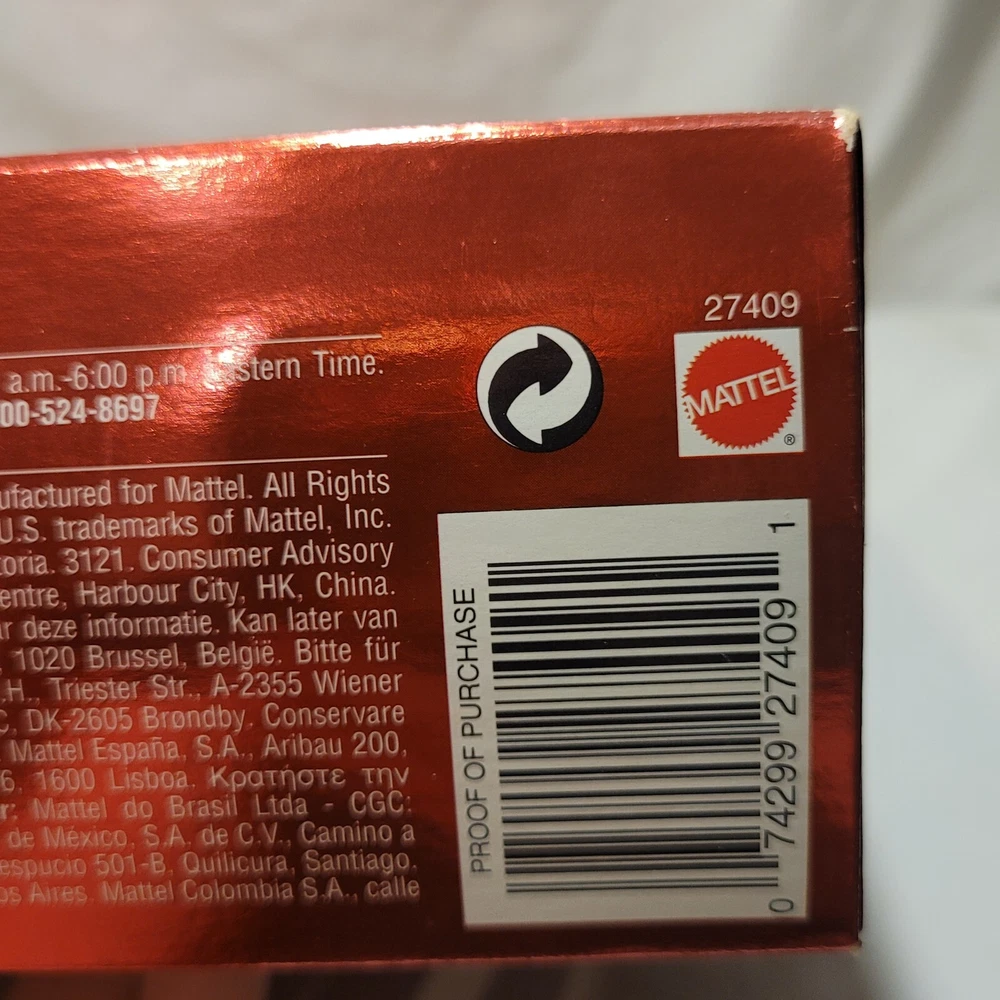 a.m.-6:00 p.m. Eastern Time.
00-524-8697
ufactured for Mattel. All Rights
U.S. trademarks of Mattel, Inc.
toria. 3121. Consumer Advisory
entre, Harbour City, HK, China.
r deze informatie. Kan later van
, 1020 Brussel, België. Bitte für
.H., Triester Str., A-2355 Wiener
C, DK-2605 Brøndby. Conservare
Mattel España, S.A., Aribau 200,
6. 1600 Lisboa. Κρατήστε την
r: Mattel do Brasil Ltda - CGC:
de México, S.A. de C.V., Camino a
espucio 501-B, Quilicura, Santiago.
os Aires. Mattel Colombia S.A., calle
27409
MATTEL
®
PROOF OF PURCHASE
0 74299 27409 1